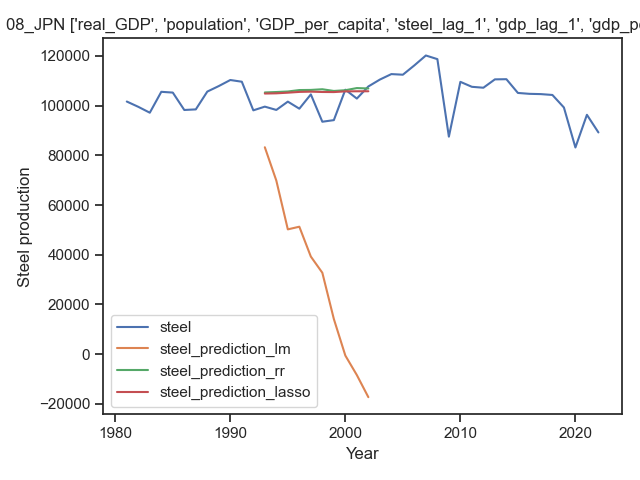 08_JPN ['real_GDP', 'population', 'GDP_per_capita', 'steel_lag_1', 'gdp_lag_1', 'gdp_pe
120000
100000
80000
60000
40000
20000
0
−20000
Steel production
steel
steel_prediction_lm
steel_prediction_rr
steel_prediction_lasso
1980
1990
2000
2010
2020
Year